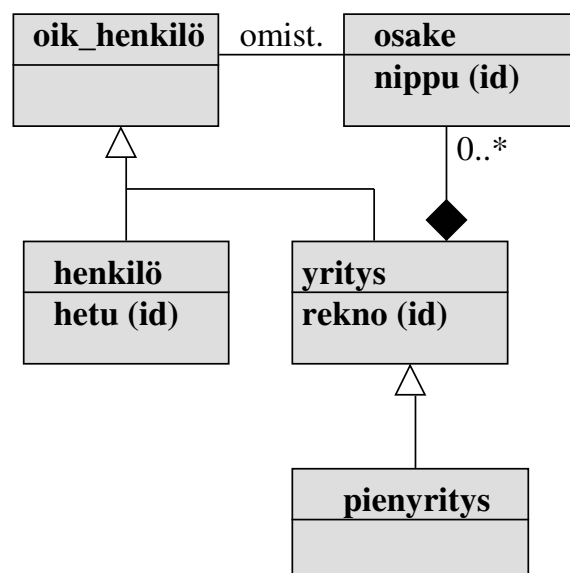 oik_henkilö
omist.
osake
nippu (id)
0..*
henkilö
hetu (id)
yritys
rekno (id)
pienyritys